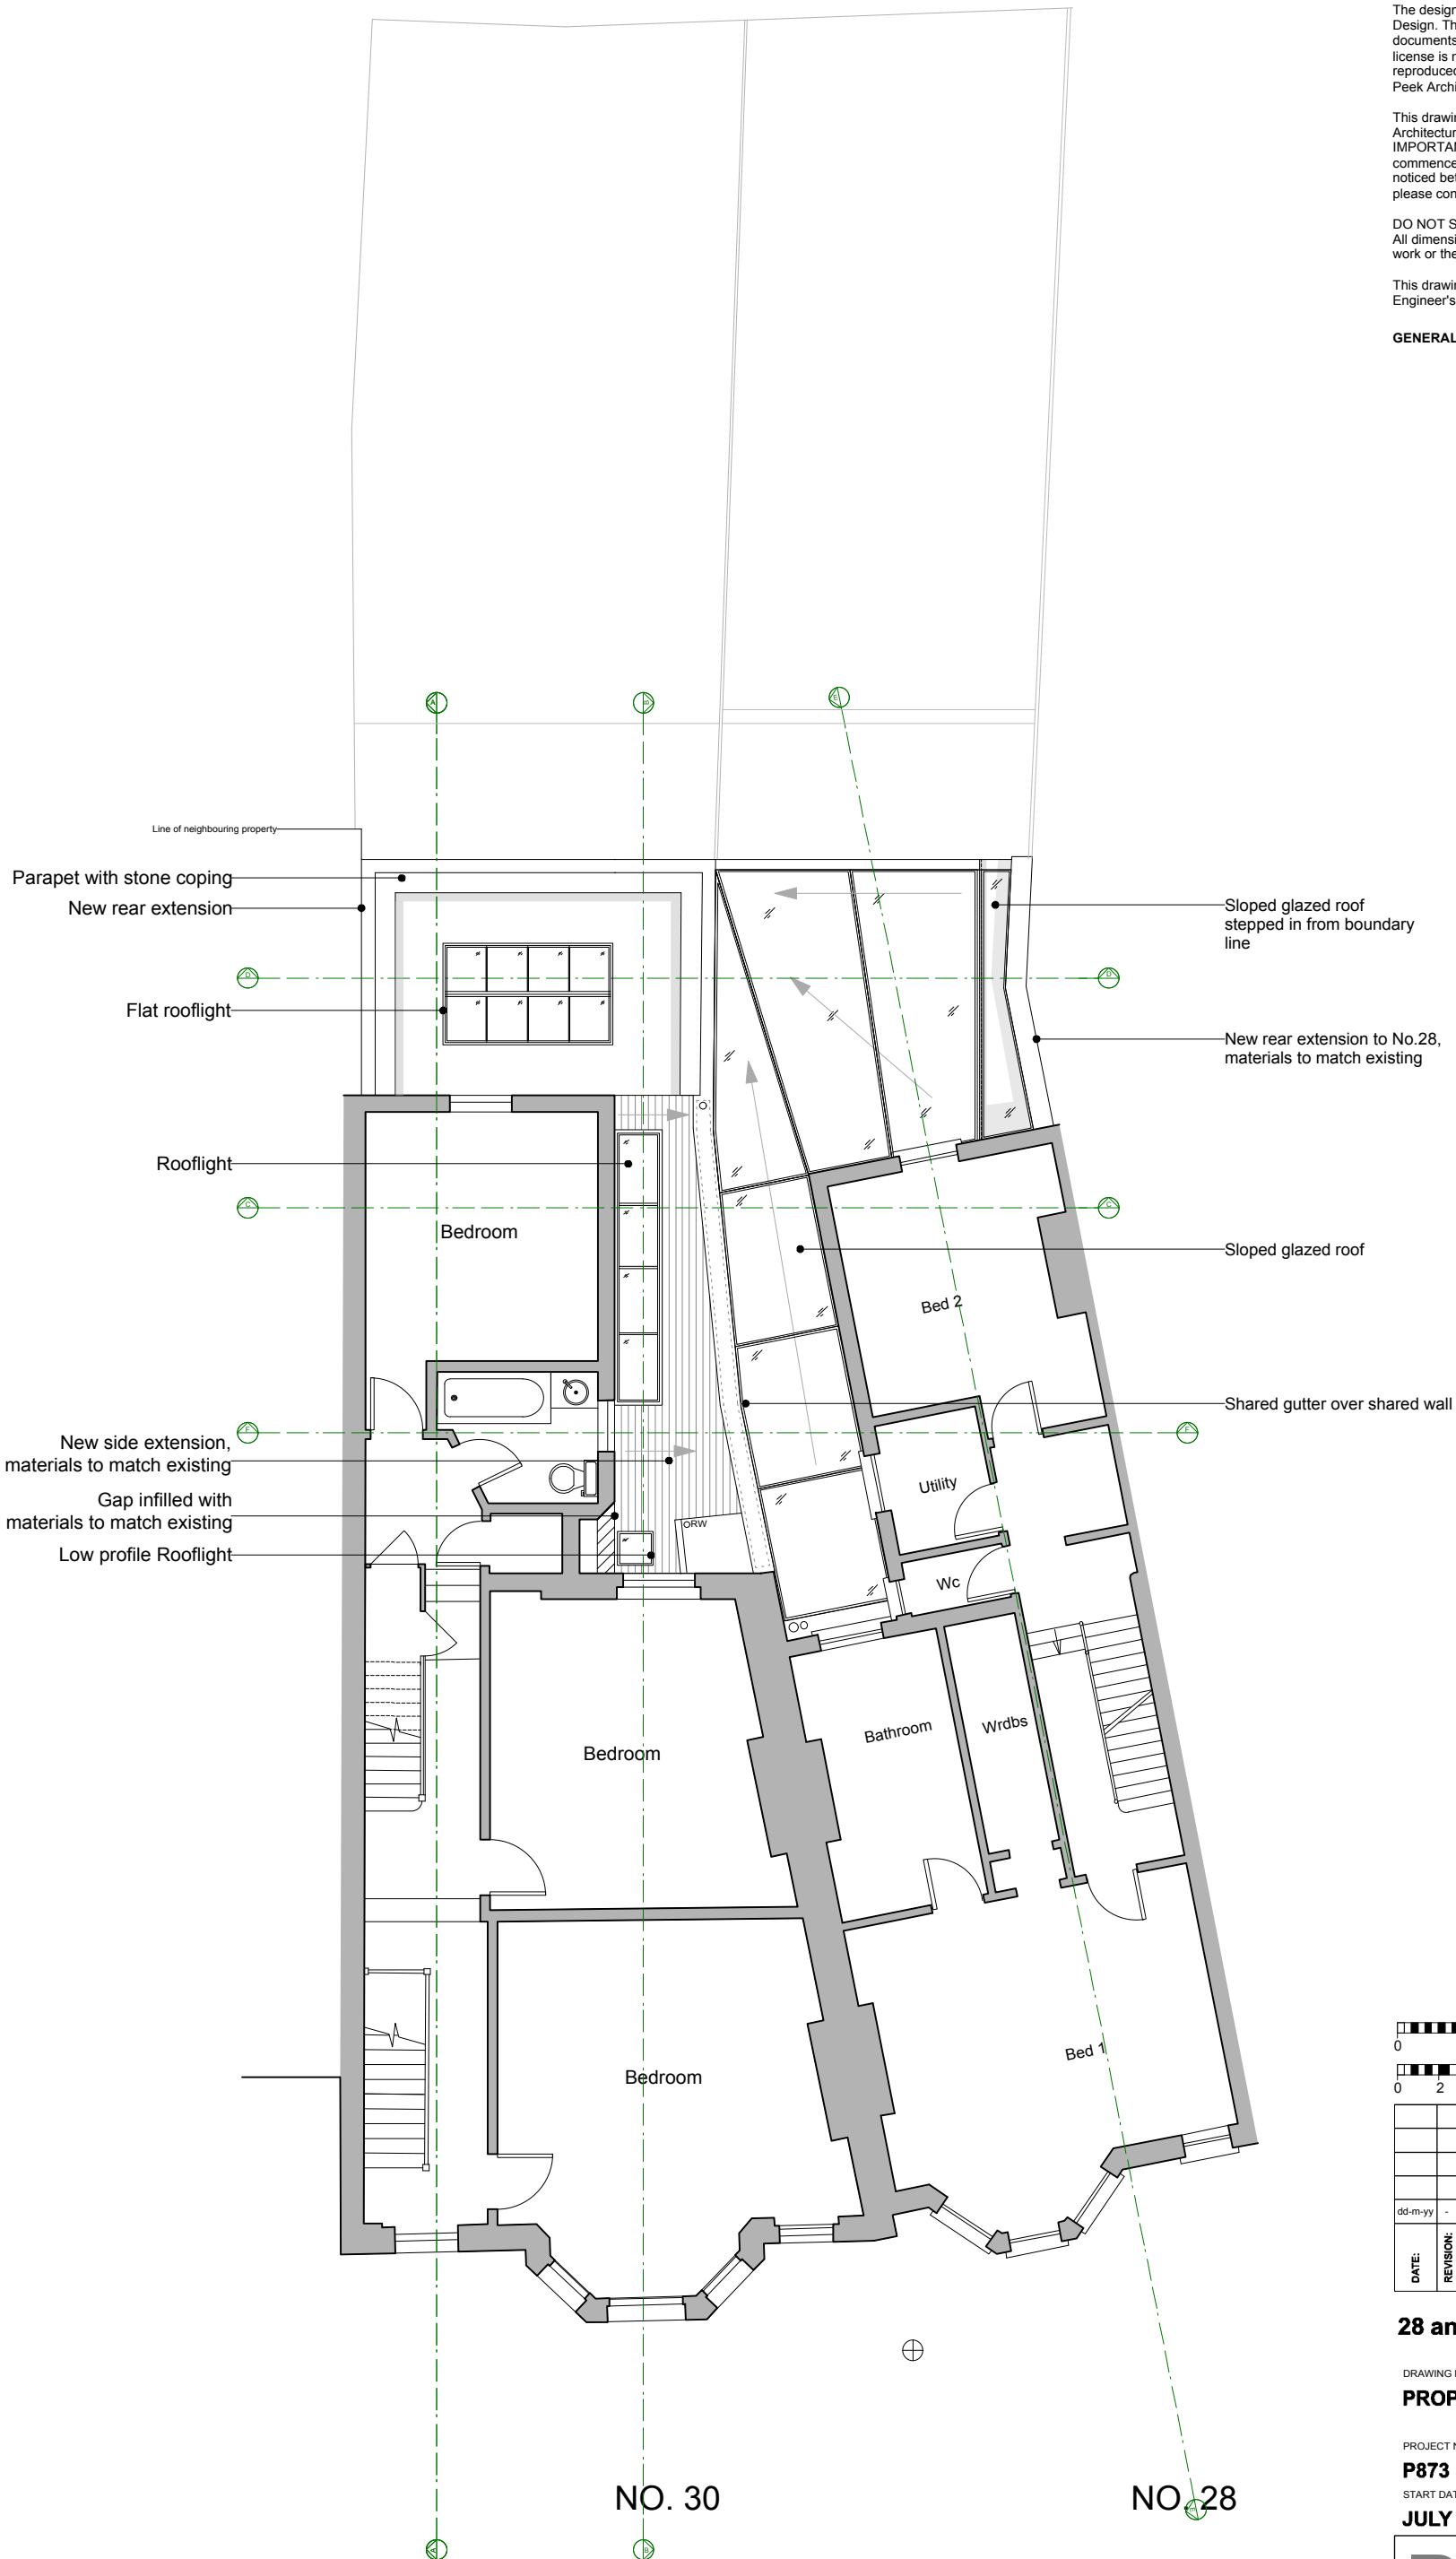 The design
Design. Th
documents
license is r
reproduced
Peek Archi
This drawin
Architectur
IMPORTAN
commence
noticed bet
please con
DO NOT S
All dimensi
work or the
This drawin
Engineer's
GENERAL
Line of neighbouring property
Parapet with stone coping
New rear extension
Flat rooflight
Rooflight
New side extension,
materials to match existing
Gap infilled with
materials to match existing
Low profile Rooflight
Sloped glazed roof
stepped in from boundary
line
New rear extension to No.28,
materials to match existing
Sloped glazed roof
Shared gutter over shared wall
A
B
E
D
D
C
C
F
F
Bedroom
Bed 2
Utility
Wc
RW
Bathroom
Wrdbs
Bedroom
Bedroom
Bed 1
NO. 30
NO. 28
A
B
E
0
0 2
dd-m-yy -
DATE:
REVISION:
28 an
DRAWING
PROP
PROJECT N
P873
START DAT
JULY